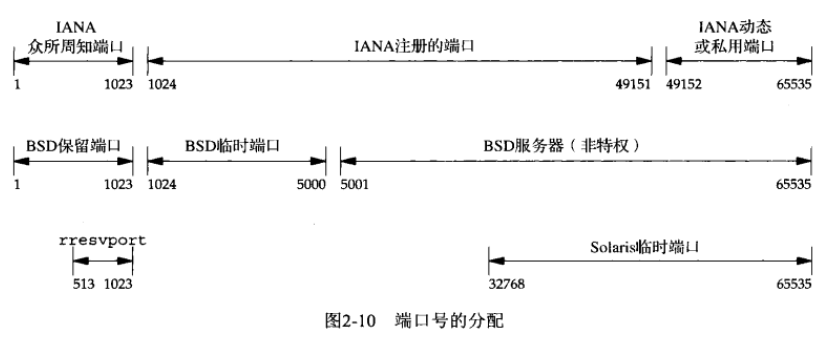 IANA
众所周知端口
IANA注册的端口
IANA动态
或私用端口
1 1023 1024 49151 49152 65535
BSD保留端口 BSD临时端口 BSD服务器（非特权）
1 1023 1024 5000 5001 65535
rresvport
Solaris临时端口
513 1023 32768 65535
图2-10 端口号的分配